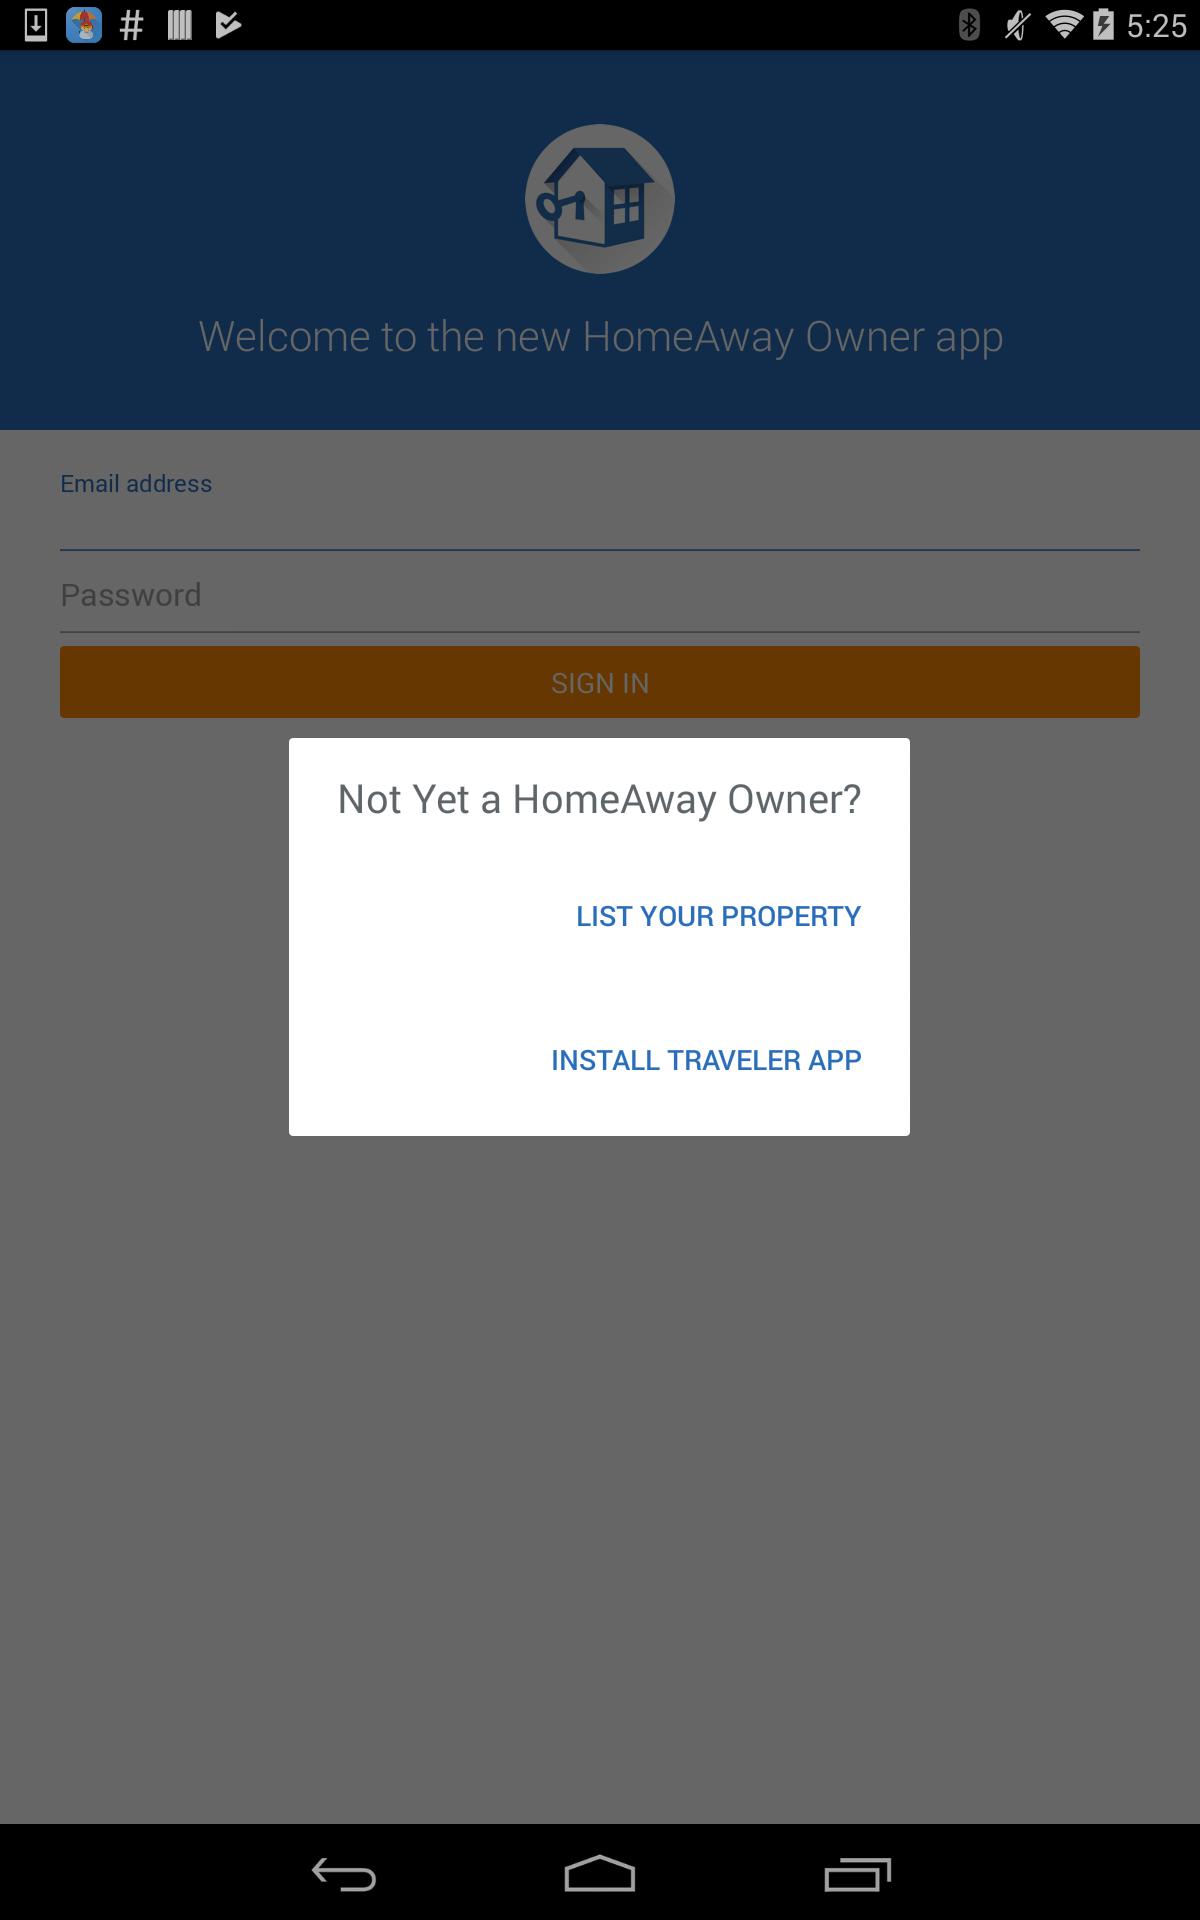 5:25
Welcome to the new HomeAway Owner app
Email address
Password
SIGN IN
Not Yet a HomeAway Owner?
LIST YOUR PROPERTY
INSTALL TRAVELER APP